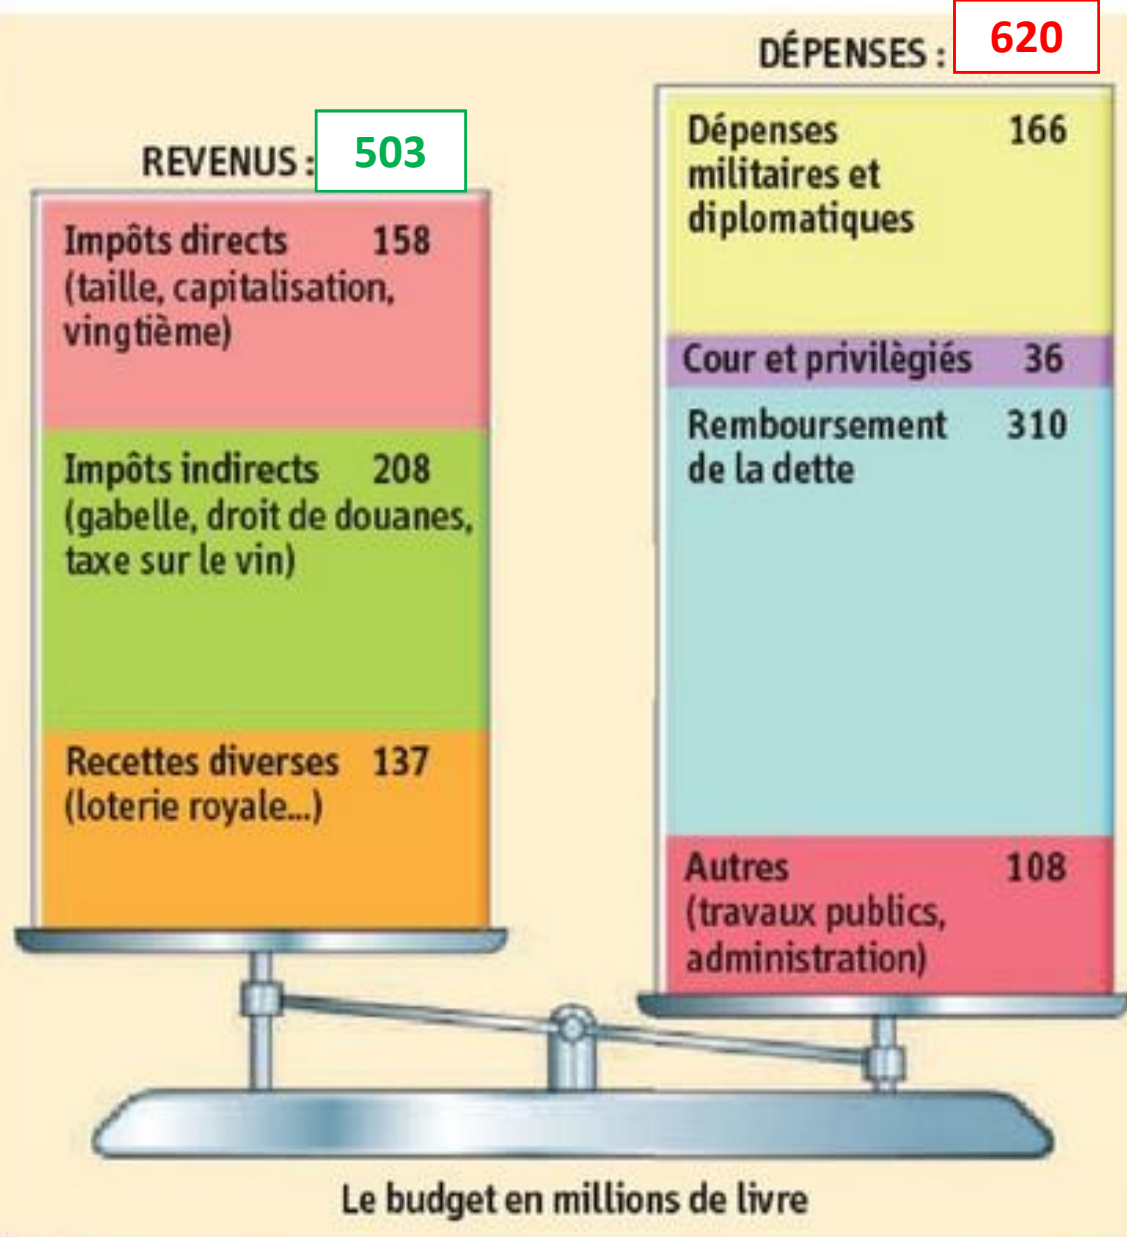 REVENUS : 503
Impôts directs 158
(taille, capitalisation,
vingtième)
Impôts indirects 208
(gabelle, droit de douanes,
taxe sur le vin)
Recettes diverses 137
(loterie royale...)
DÉPENSES : 620
Dépenses 166
militaires et
diplomatiques
Cour et privilègiés 36
Remboursement 310
de la dette
Autres 108
(travaux publics,
administration)
Le budget en millions de livre